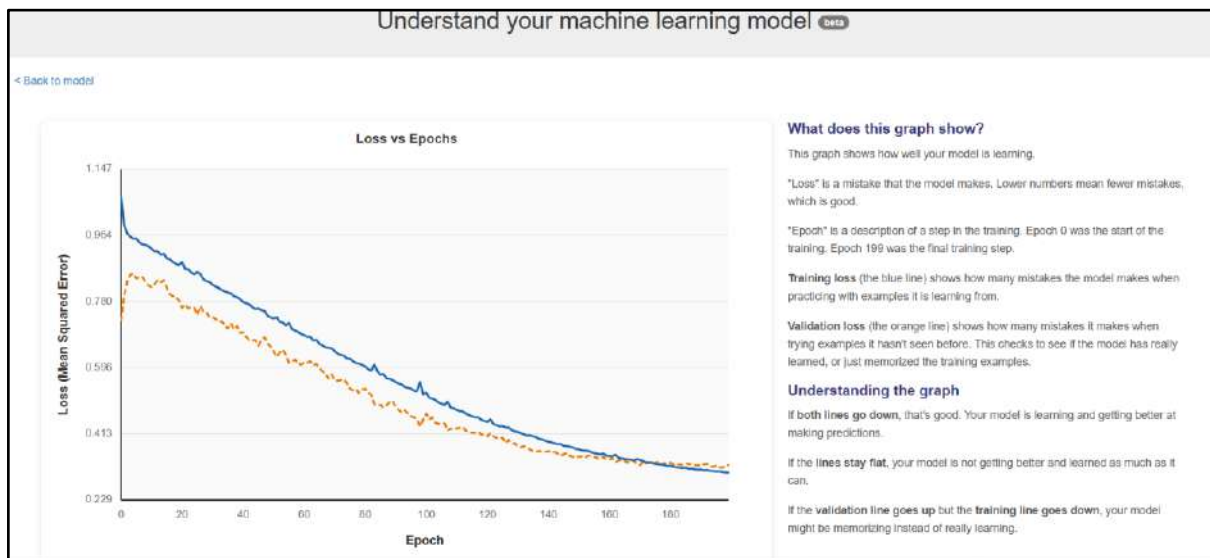 Understand your machine learning model beta
< Back to model
Loss vs Epochs
1.147
0.964
0.780
0.596
0.413
0.229
Loss (Mean Squared Error)
0 20 40 60 80 100 120 140 160 180
Epoch
What does this graph show?
This graph shows how well your model is learning.
"Loss" is a mistake that the model makes. Lower numbers mean fewer mistakes,
which is good.
"Epoch" is a description of a step in the training. Epoch 0 was the start of the
training. Epoch 199 was the final training step.
Training loss (the blue line) shows how many mistakes the model makes when
practicing with examples it is learning from.
Validation loss (the orange line) shows how many mistakes it makes when
trying examples it hasn't seen before. This checks to see if the model has really
learned, or just memorized the training examples.
Understanding the graph
If both lines go down, that's good. Your model is learning and getting better at
making predictions.
If the lines stay flat, your model is not getting better and learned as much as it
can.
If the validation line goes up but the training line goes down, your model
might be memorizing instead of really learning.